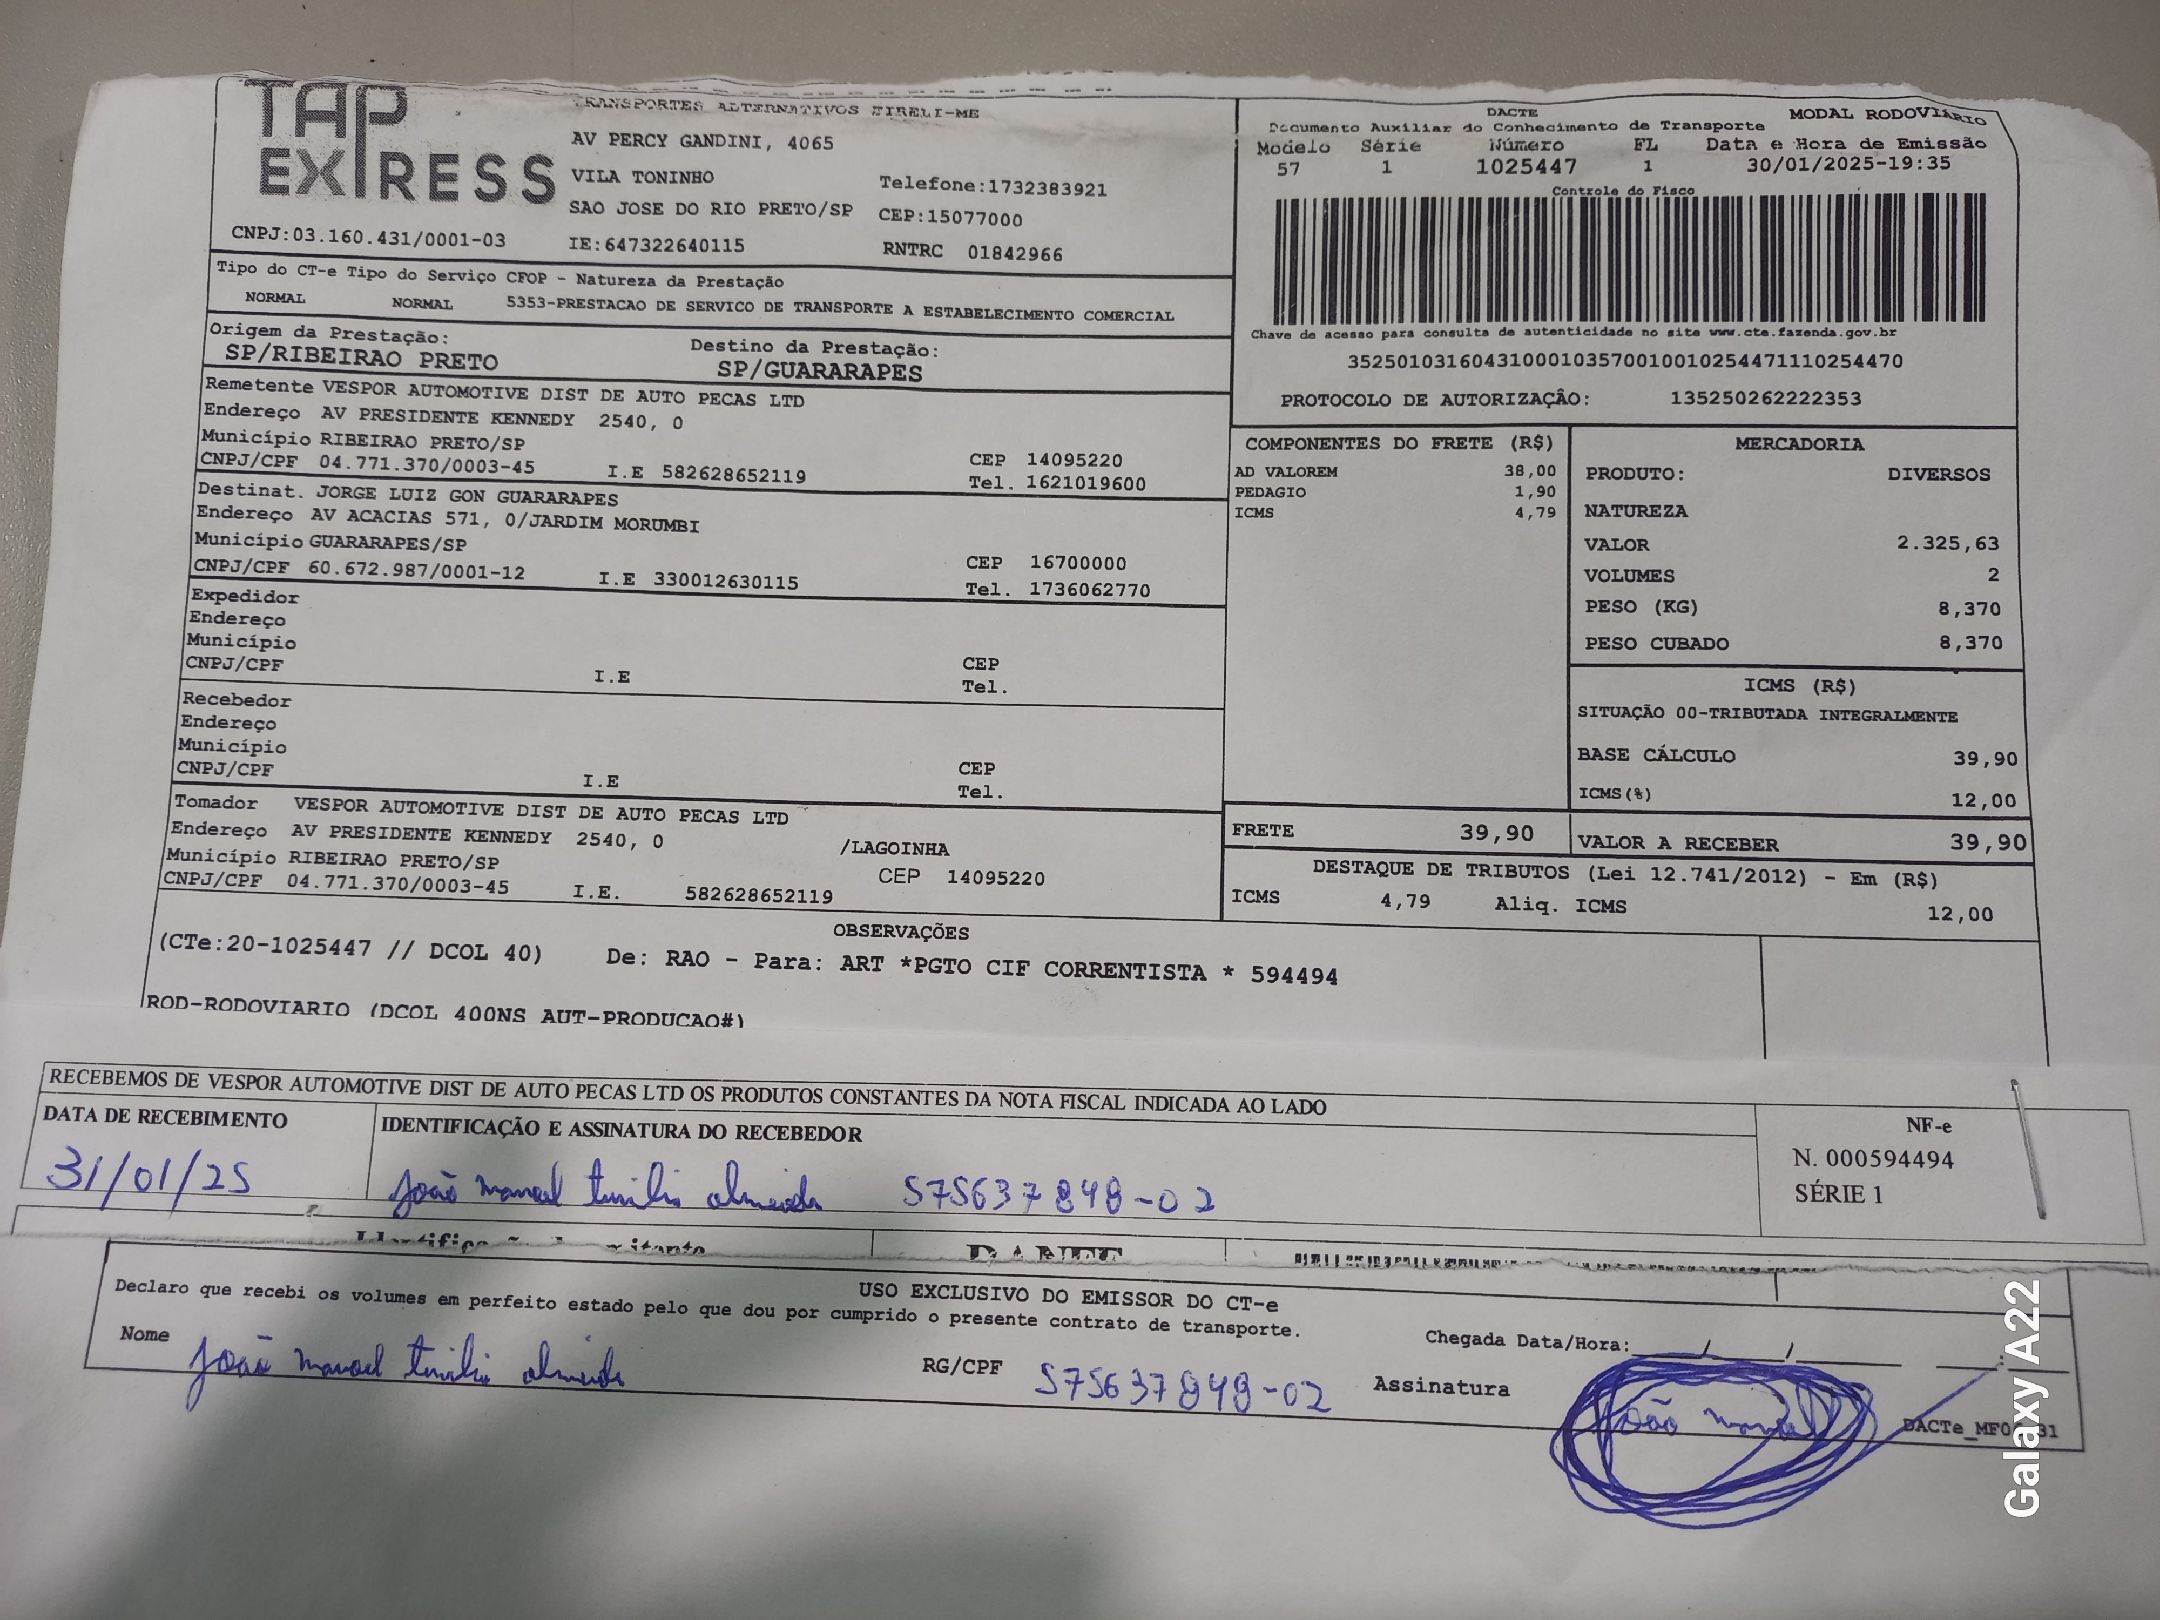 TAP EXPRESS
TRANSPORTES ALTERNATIVOS EIRELI-ME
AV PERCY GANDINI, 4065
VILA TONINHO Telefone:1732383921
SAO JOSE DO RIO PRETO/SP CEP:15077000
CNPJ:03.160.431/0001-03 IE:647322640115 RNTRC 01842966
DACTE MODAL RODOVIÁRIO
Documento Auxiliar do Conhecimento de Transporte
Modelo Série Número FL Data e Hora de Emissão
57 1 1025447 1 30/01/2025-19:35
Controle do Fisco
Chave de acesso para consulta de autenticidade no site www.cte.fazenda.gov.br
35250103160431000103570010010254471110254470
PROTOCOLO DE AUTORIZAÇÂO: 135250262222353
Tipo do CT-e Tipo do Serviço CFOP - Natureza da Prestação
NORMAL NORMAL 5353-PRESTACAO DE SERVICO DE TRANSPORTE A ESTABELECIMENTO COMERCIAL
Origem da Prestação: Destino da Prestação:
SP/RIBEIRAO PRETO SP/GUARARAPES
Remetente VESPOR AUTOMOTIVE DIST DE AUTO PECAS LTD
Endereço AV PRESIDENTE KENNEDY 2540, 0
Município RIBEIRAO PRETO/SP CEP 14095220
CNPJ/CPF 04.771.370/0003-45 I.E 582628652119 Tel. 1621019600
Destinat. JORGE LUIZ GON GUARARAPES
Endereço AV ACACIAS 571, 0/JARDIM MORUMBI
Município GUARARAPES/SP CEP 16700000
CNPJ/CPF 60.672.987/0001-12 I.E 330012630115 Tel. 1736062770
Expedidor
Endereço
Município
CNPJ/CPF I.E CEP
Tel.
Recebedor
Endereço
Município
CNPJ/CPF I.E CEP
Tel.
Tomador VESPOR AUTOMOTIVE DIST DE AUTO PECAS LTD
Endereço AV PRESIDENTE KENNEDY 2540, 0 /LAGOINHA
Município RIBEIRAO PRETO/SP CEP 14095220
CNPJ/CPF 04.771.370/0003-45 I.E. 582628652119
COMPONENTES DO FRETE (R$)
AD VALOREM 38,00
PEDAGIO 1,90
ICMS 4,79
MERCADORIA
PRODUTO: DIVERSOS
NATUREZA
VALOR 2.325,63
VOLUMES 2
PESO (KG) 8,370
PESO CUBADO 8,370
ICMS (R$)
SITUAÇÃO 00-TRIBUTADA INTEGRALMENTE
BASE CÁLCULO 39,90
ICMS(%) 12,00
FRETE 39,90 VALOR A RECEBER 39,90
DESTAQUE DE TRIBUTOS (Lei 12.741/2012) - Em (R$)
ICMS 4,79 Aliq. ICMS 12,00
OBSERVAÇÕES
(CTe:20-1025447 // DCOL 40) De: RAO - Para: ART *PGTO CIF CORRENTISTA * 594494
ROD-RODOVIARIO (DCOL 400NS AUT-PRODUCAO#)
RECEBEMOS DE VESPOR AUTOMOTIVE DIST DE AUTO PECAS LTD OS PRODUTOS CONSTANTES DA NOTA FISCAL INDICADA AO LADO
DATA DE RECEBIMENTO IDENTIFICAÇÃO E ASSINATURA DO RECEBEDOR
31/01/25 João manoel almeida 575637848-02
NF-e
N. 000594494
SÉRIE 1
DANFE
USO EXCLUSIVO DO EMISSOR DO CT-e
Declaro que recebi os volumes em perfeito estado pelo que dou por cumprido o presente contrato de transporte.
Nome João manoel almeida RG/CPF 575637848-02
Chegada Data/Hora: / / :
Assinatura João manoel
Galaxy A22